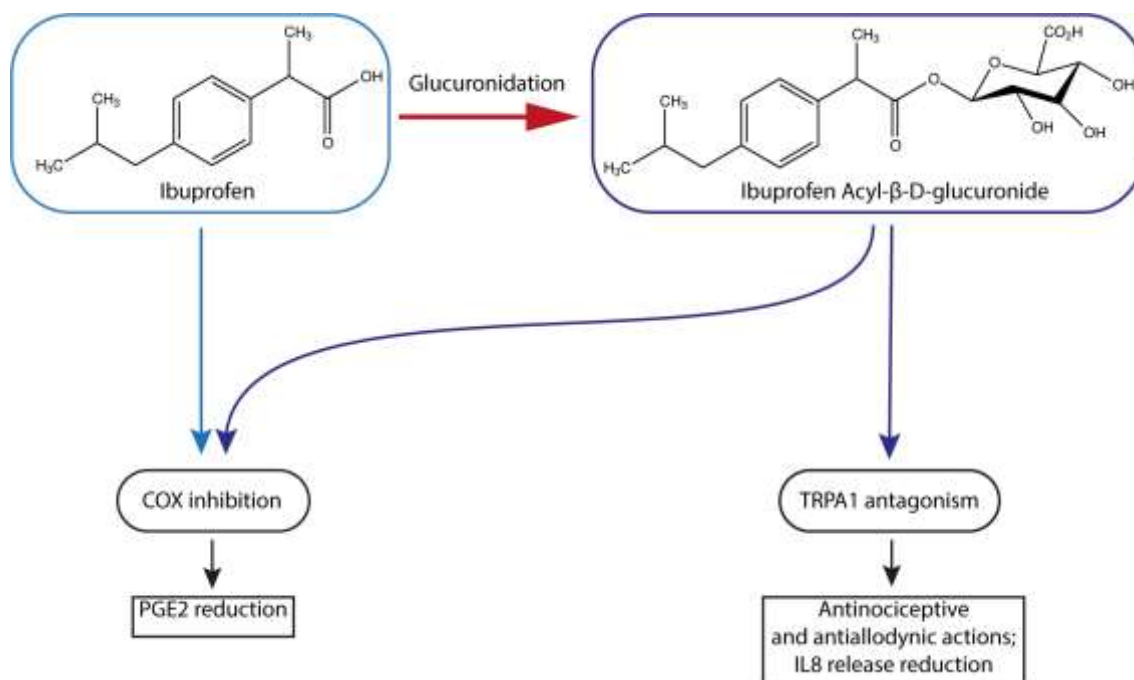 CH₃
OH
O
CH₃
H₃C
Ibuprofen
Glucuronidation
CH₃
CO₂H
O
O
OH
OH
OH
O
CH₃
H₃C
Ibuprofen Acyl-β-D-glucuronide
COX inhibition
TRPA1 antagonism
PGE2 reduction
Antinociceptive
and antiallodynic actions;
IL8 release reduction